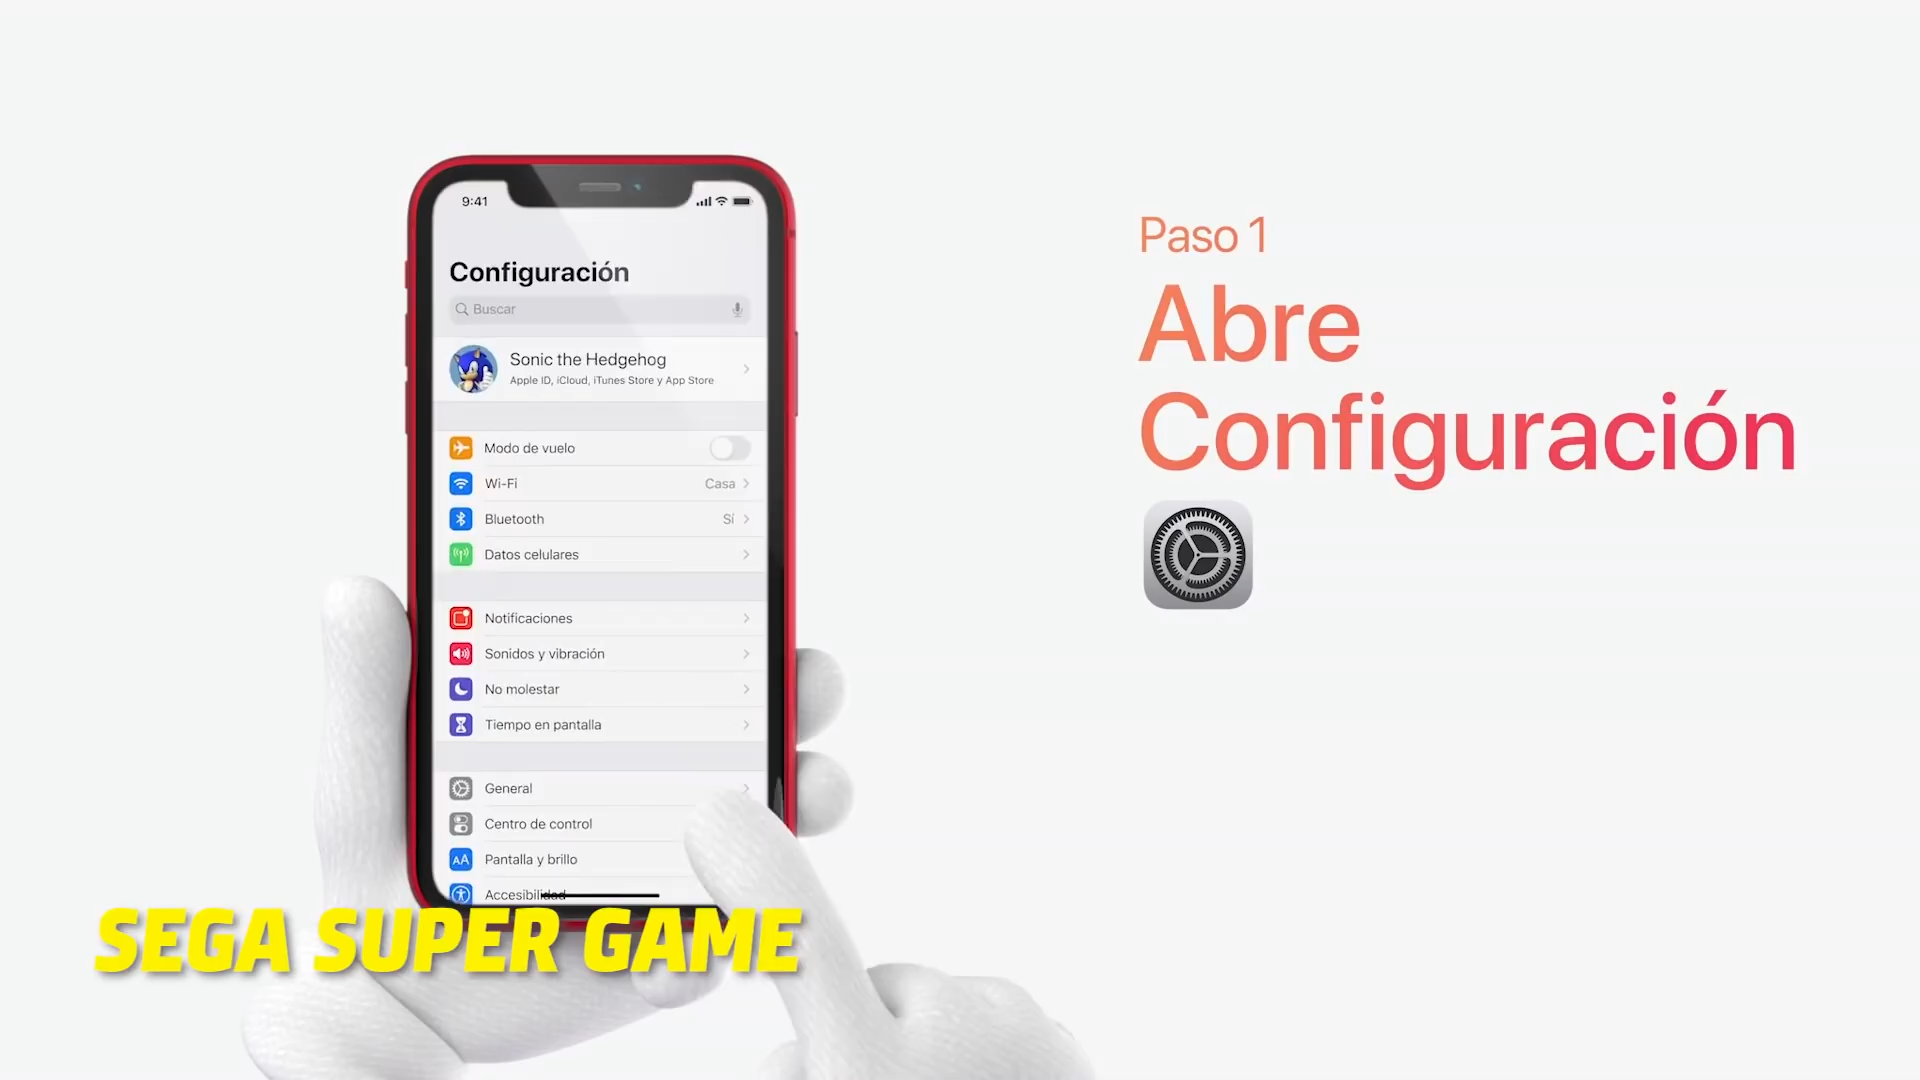 9:41
Configuración
Buscar
Sonic the Hedgehog
Apple ID, iCloud, iTunes Store y App Store
Modo de vuelo
Wi-Fi Casa
Bluetooth Sí
Datos celulares
Notificaciones
Sonidos y vibración
No molestar
Tiempo en pantalla
General
Centro de control
AA Pantalla y brillo
Accesibilidad
SEGA SUPER GAME
Paso 1
Abre
Configuración